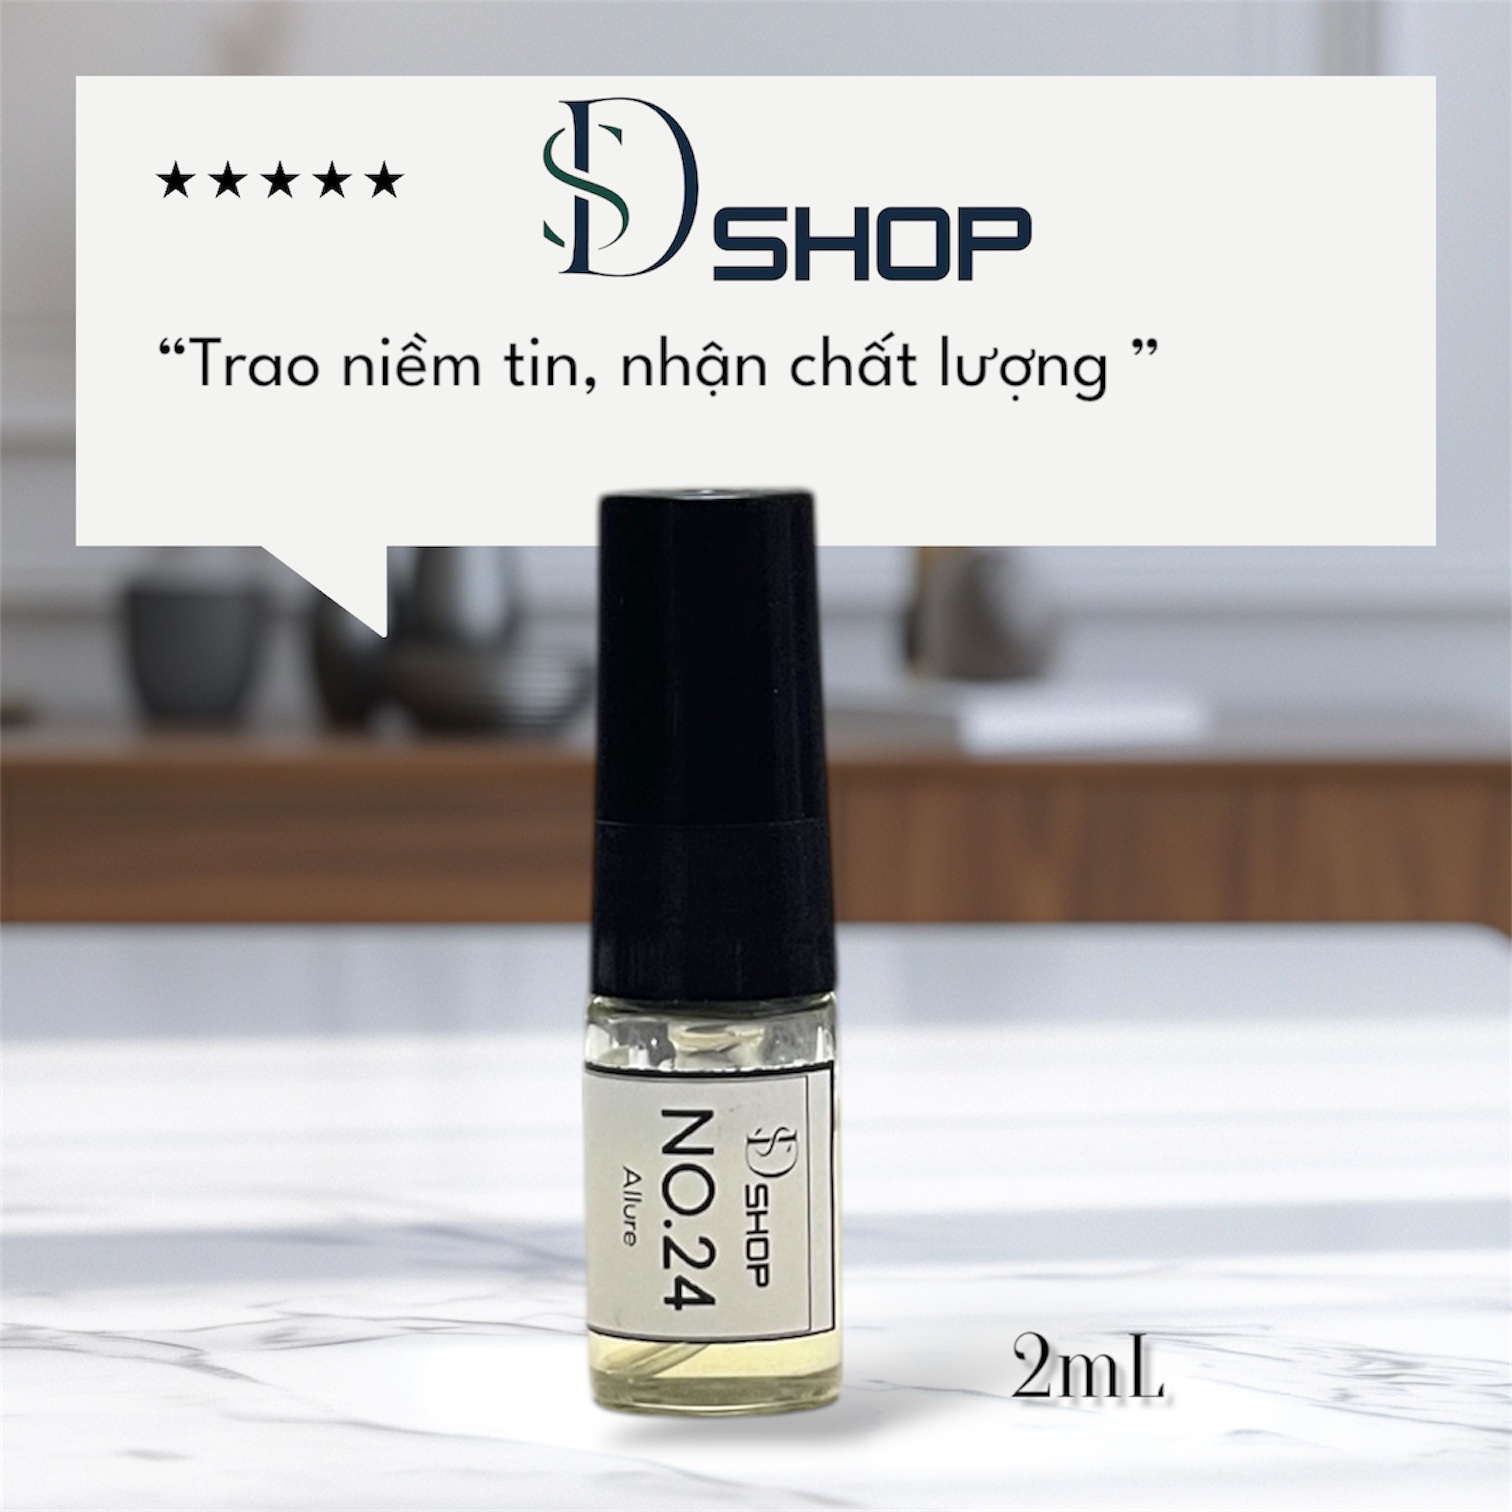 ★★★★★
SD SHOP
“Trao niềm tin, nhận chất lượng ”
SD SHOP
NO.24
Allure
2mL